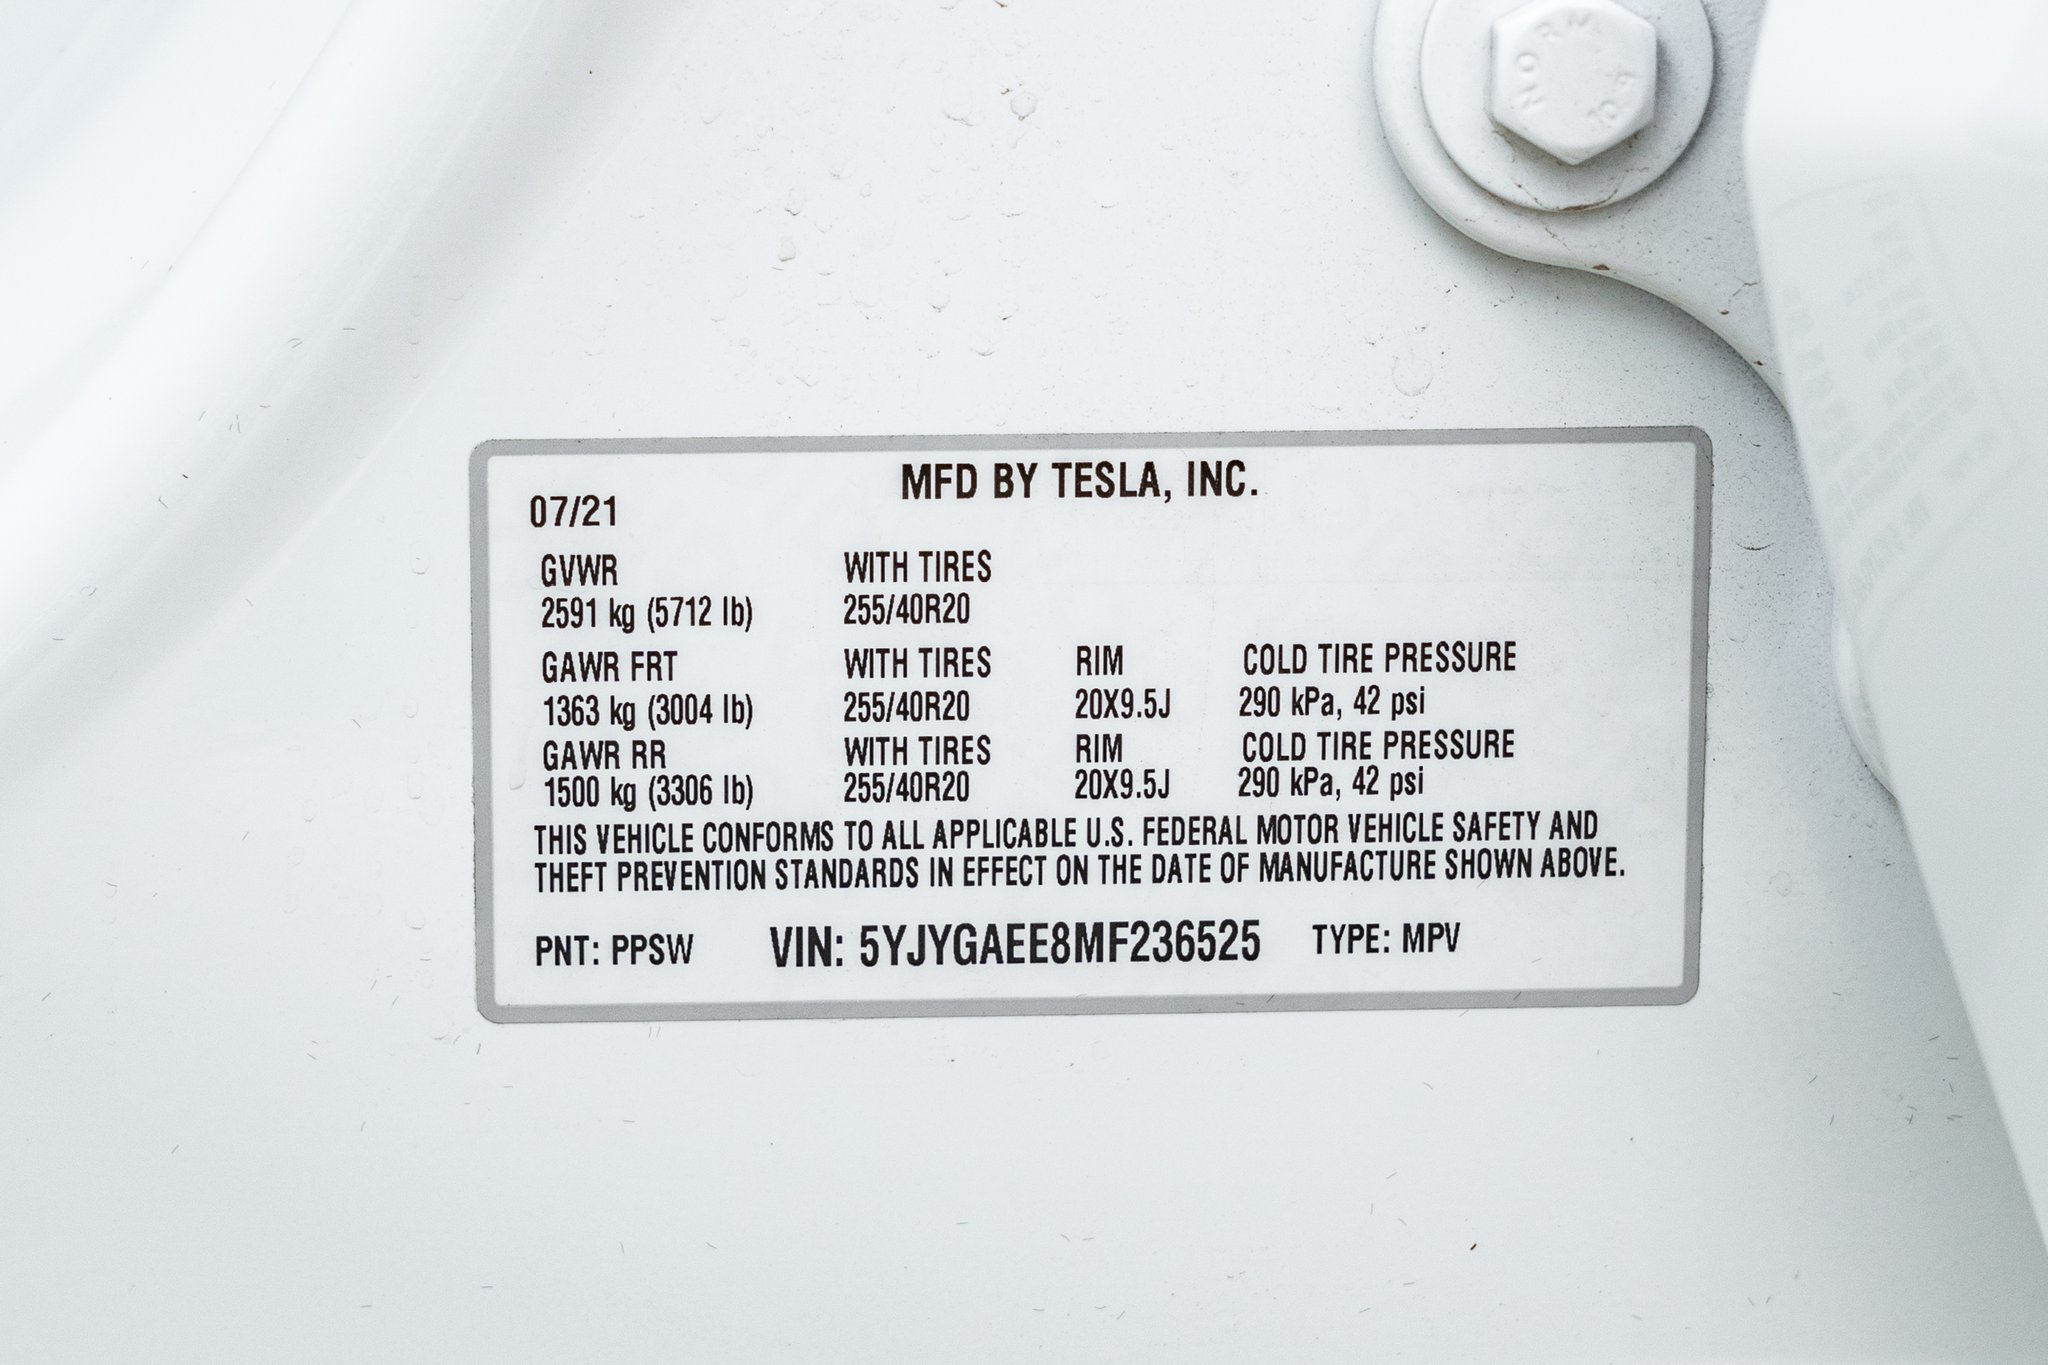 NORM
10.9
MFD BY TESLA, INC.
07/21
GVWR WITH TIRES
2591 kg (5712 lb) 255/40R20
GAWR FRT WITH TIRES RIM COLD TIRE PRESSURE
1363 kg (3004 lb) 255/40R20 20X9.5J 290 kPa, 42 psi
GAWR RR WITH TIRES RIM COLD TIRE PRESSURE
1500 kg (3306 lb) 255/40R20 20X9.5J 290 kPa, 42 psi
THIS VEHICLE CONFORMS TO ALL APPLICABLE U.S. FEDERAL MOTOR VEHICLE SAFETY AND
THEFT PREVENTION STANDARDS IN EFFECT ON THE DATE OF MANUFACTURE SHOWN ABOVE.
PNT: PPSW VIN: 5YJYGAEE8MF236525 TYPE: MPV